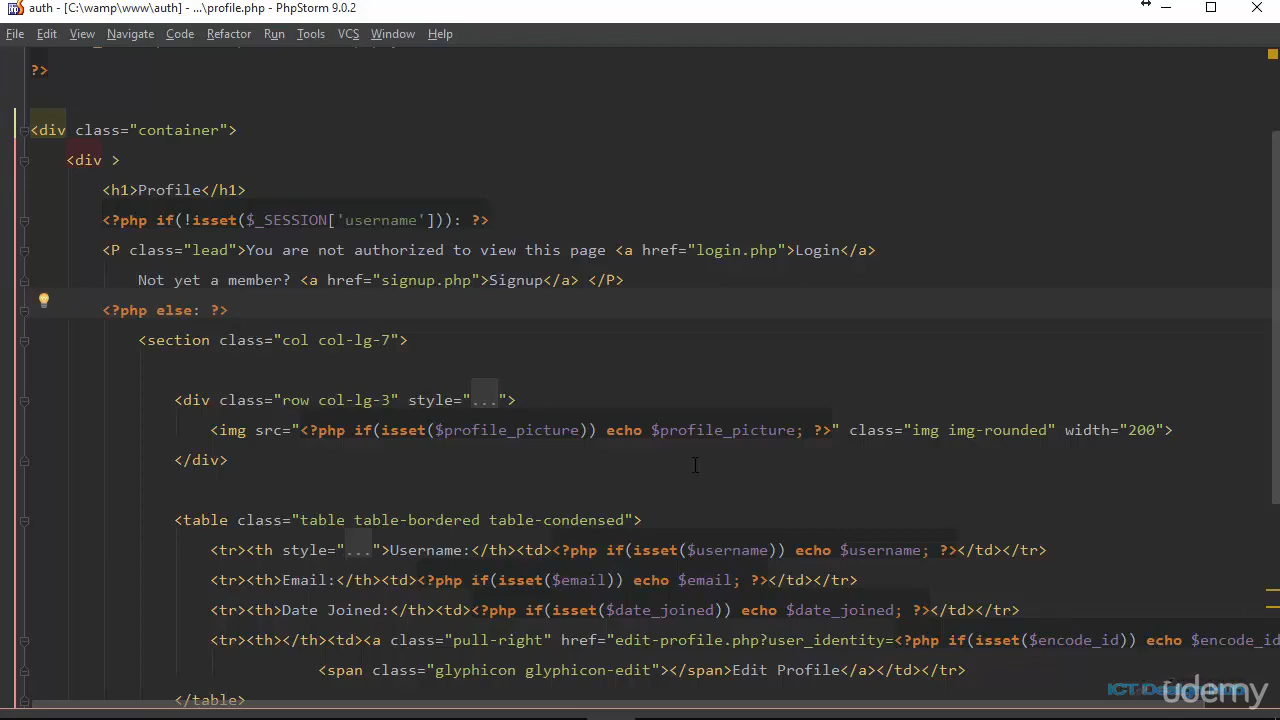 auth - [C:\wamp\www\auth] - ...\profile.php - PhpStorm 9.0.2
File Edit View Navigate Code Refactor Run Tools VCS Window Help
?>
<div class="container">
<div >
<h1>Profile</h1>
<?php if(!isset($_SESSION['username'])): ?>
<P class="lead">You are not authorized to view this page <a href="login.php">Login</a>
Not yet a member? <a href="signup.php">Signup</a> </P>
<?php else: ?>
<section class="col col-lg-7">
<div class="row col-lg-3" style="...">
<img src="<?php if(isset($profile_picture)) echo $profile_picture; ?>" class="img img-rounded" width="200">
</div>
<table class="table table-bordered table-condensed">
<tr><th style="...">Username:</th><td><?php if(isset($username)) echo $username; ?></td></tr>
<tr><th>Email:</th><td><?php if(isset($email)) echo $email; ?></td></tr>
<tr><th>Date Joined:</th><td><?php if(isset($date_joined)) echo $date_joined; ?></td></tr>
<tr><th></th><td><a class="pull-right" href="edit-profile.php?user_identity=<?php if(isset($encode_id)) echo $encode_id
<span class="glyphicon glyphicon-edit"></span>Edit Profile</a></td></tr>
</table>
ICT Design Hub
udemy